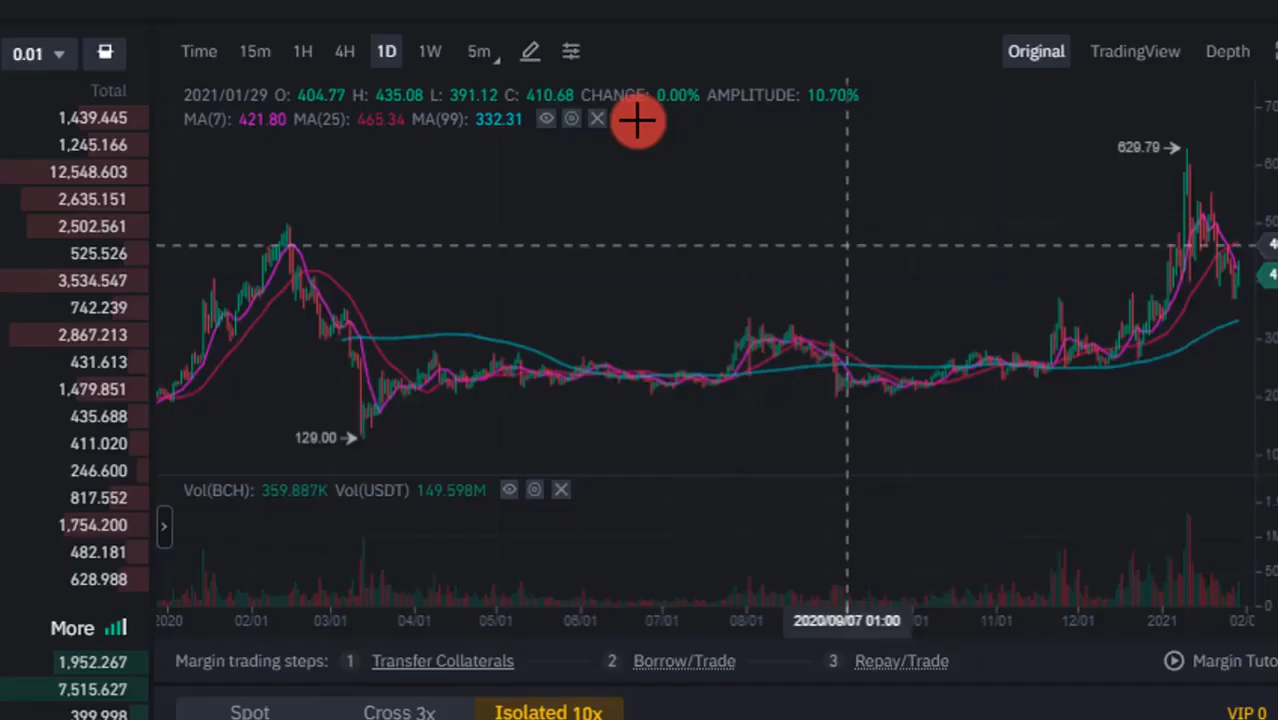 0.01
Time 15m 1H 4H 1D 1W 5m Original TradingView Depth
Total
2021/01/29 O: 404.77 H: 435.08 L: 391.12 C: 410.68 CHANGE: 0.00% AMPLITUDE: 10.70%
MA(7): 421.80 MA(25): 465.34 MA(99): 332.31
1,439.445
1,245.166
12,548.603
2,635.151
2,502.561
525.526
3,534.547
742.239
2,867.213
431.613
1,479.851
435.688
411.020
246.600
817.552
1,754.200
482.181
628.988
More
1,952.267
7,515.627
399.998
629.79
129.00
Vol(BCH): 359.887K Vol(USDT) 149.598M
2020 02/01 03/01 04/01 05/01 06/01 07/01 08/01 2020/09/07 01:00 11/01 12/01 2021
Margin trading steps: 1 Transfer Collaterals 2 Borrow/Trade 3 Repay/Trade Margin Tuto
Spot Cross 3x Isolated 10x VIP 0